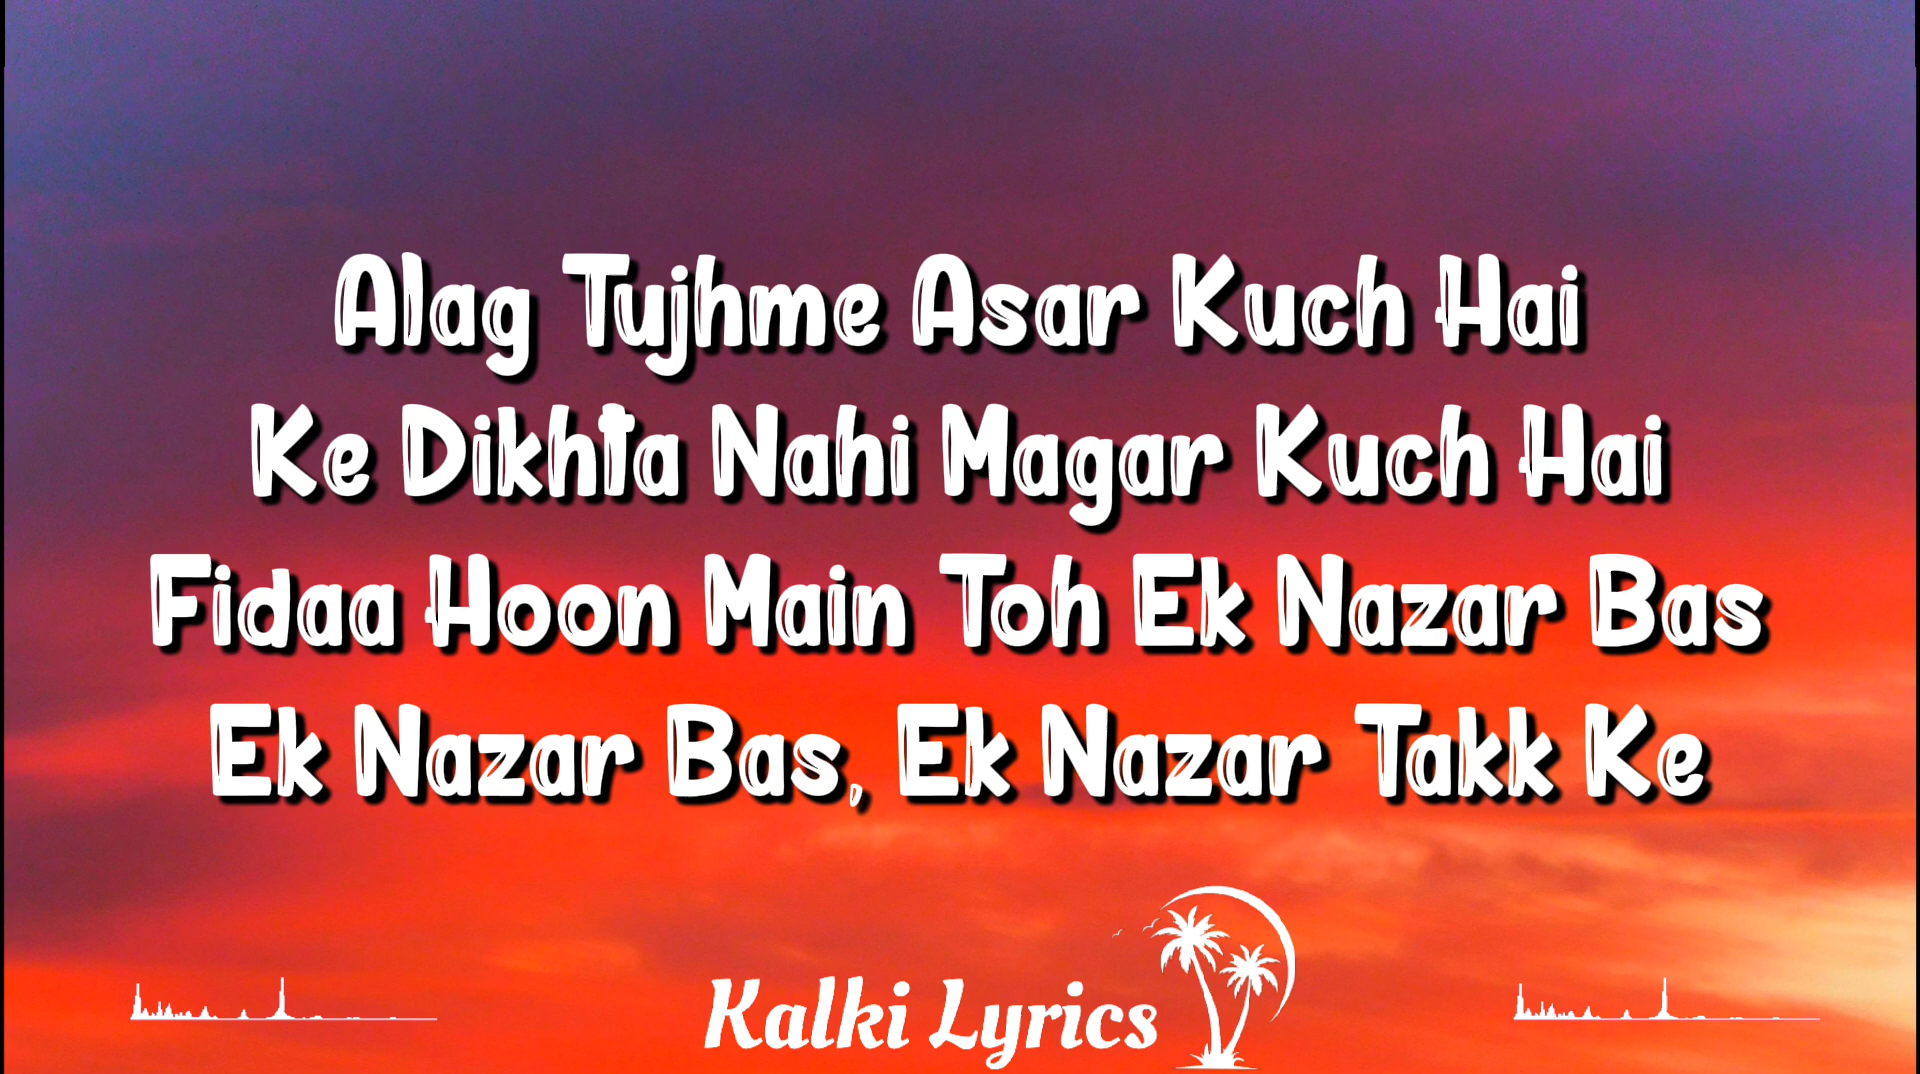 Alag Tujhme Asar Kuch Hai
Ke Dikhta Nahi Magar Kuch Hai
Fidaa Hoon Main Toh Ek Nazar Bas
Ek Nazar Bas, Ek Nazar Takk Ke
Kalki Lyrics